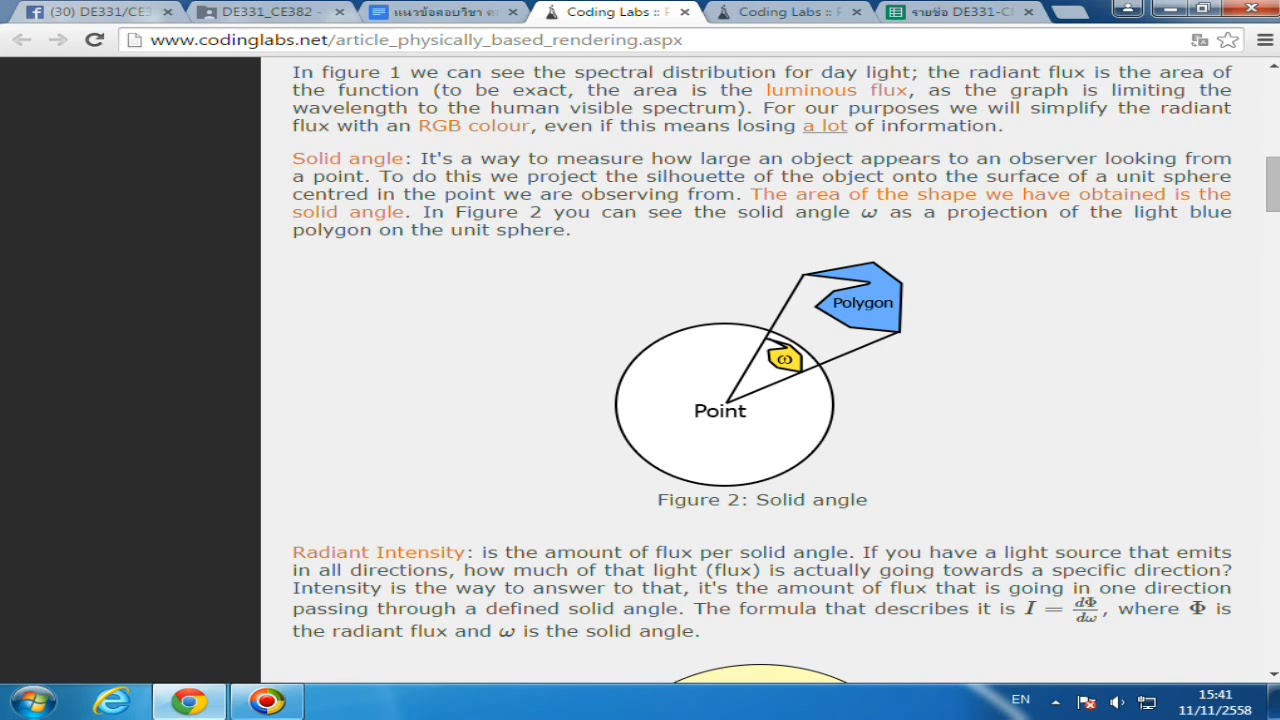 (30) DE331/CE3
DE331_CE382 -
แนวข้อสอบวิชา คอ
Coding Labs :: P
Coding Labs :: P
รายชื่อ DE331-CE
www.codinglabs.net/article_physically_based_rendering.aspx
In figure 1 we can see the spectral distribution for day light; the radiant flux is the area of
the function (to be exact, the area is the luminous flux, as the graph is limiting the
wavelength to the human visible spectrum). For our purposes we will simplify the radiant
flux with an RGB colour, even if this means losing a lot of information.
Solid angle: It's a way to measure how large an object appears to an observer looking from
a point. To do this we project the silhouette of the object onto the surface of a unit sphere
centred in the point we are observing from. The area of the shape we have obtained is the
solid angle. In Figure 2 you can see the solid angle ω as a projection of the light blue
polygon on the unit sphere.
Polygon
ω
Point
Figure 2: Solid angle
Radiant Intensity: is the amount of flux per solid angle. If you have a light source that emits
in all directions, how much of that light (flux) is actually going towards a specific direction?
Intensity is the way to answer to that, it's the amount of flux that is going in one direction
passing through a defined solid angle. The formula that describes it is I = dΦ/dω, where Φ is
the radiant flux and ω is the solid angle.
EN
15:41
11/11/2558